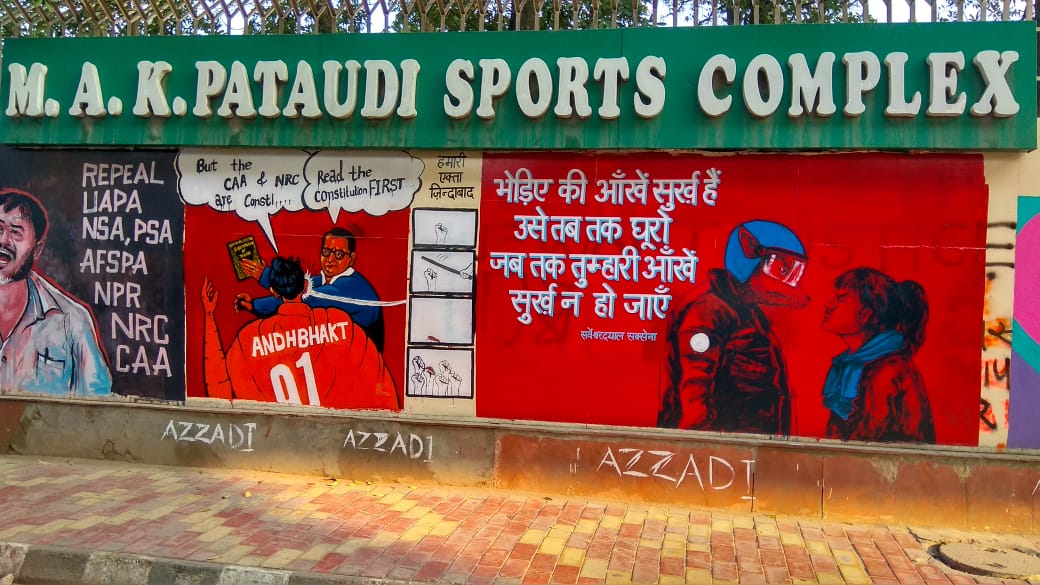 M. A. K. PATAUDI SPORTS COMPLEX
REPEAL
UAPA
NSA, PSA
AFSPA
NPR
NRC
CAA
But the
CAA & NRC
are Consti....
Read the
constitution FIRST
ANDHBHAKT
01
हमारी
एक्ता
ज़िन्दाबाद
भेड़िए की आँखें सुर्ख हैं
उसे तब तक घूरो
जब तक तुम्हारी आँखें
सुर्ख न हो जाएँ
सर्वेश्वरदयाल सक्सेना
AZZADI
AZZADI
AZZADI